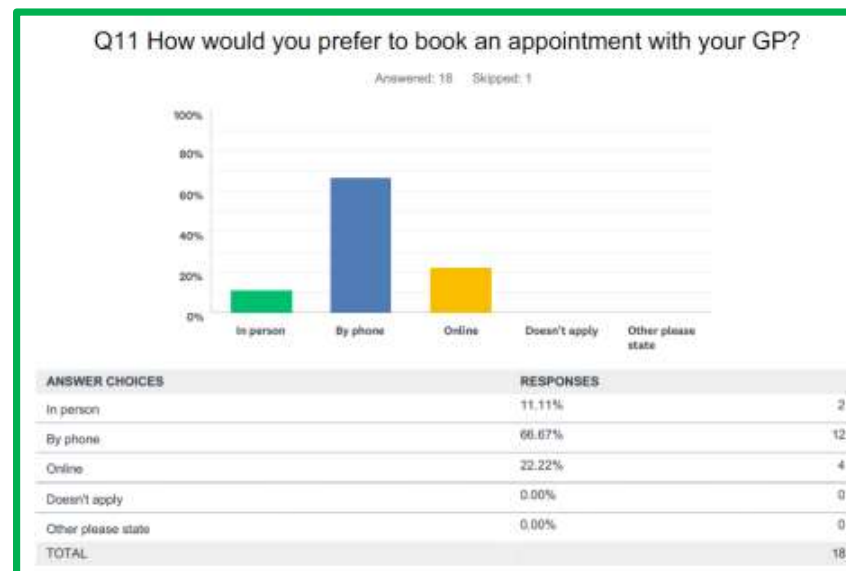 Q11 How would you prefer to book an appointment with your GP?
Answered: 18 Skipped: 1
100%
80%
60%
40%
20%
0%
In person By phone Online Doesn't apply Other please
state
ANSWER CHOICES RESPONSES
In person 11.11% 2
By phone 66.67% 12
Online 22.22% 4
Doesn't apply 0.00% 0
Other please state 0.00% 0
TOTAL 18